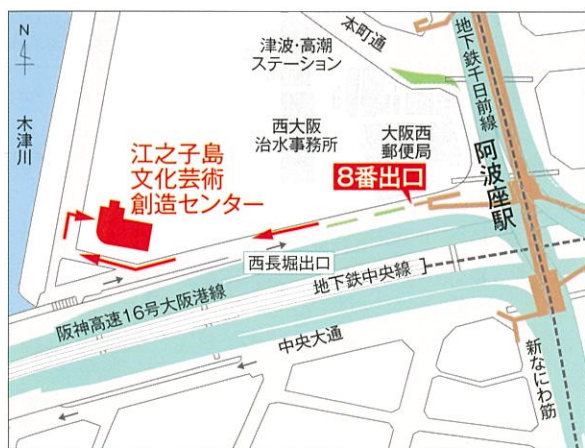 N
木津川
津波・高潮
ステーション
本町通
地下鉄千日前線
阿波座駅
西大阪
治水事務所
大阪西
郵便局
江之子島
文化芸術
創造センター
8番出口
西長堀出口
地下鉄中央線
阪神高速16号大阪港線
中央大通
新なにわ筋